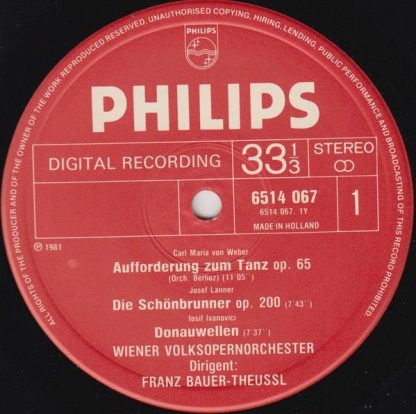 ALL RIGHTS OF THE PRODUCER AND OF THE OWNER OF THE WORK REPRODUCED RESERVED. UNAUTHORISED COPYING, HIRING, LENDING, PUBLIC PERFORMANCE AND BROADCASTING OF THIS RECORD PROHIBITED
PHILIPS
PHILIPS
DIGITAL RECORDING
33 1/3
STEREO
6514 067
6514 067. 1Y
MADE IN HOLLAND
1
℗ 1981
Carl Maria von Weber
Aufforderung zum Tanz op. 65
(Orch. Berlioz) (11'05'')
Josef Lanner
Die Schönbrunner op. 200 (7'43'')
Iosif Ivanovici
Donauwellen (7'37'')
WIENER VOLKSOPERNORCHESTER
Dirigent:
FRANZ BAUER-THEUSSL